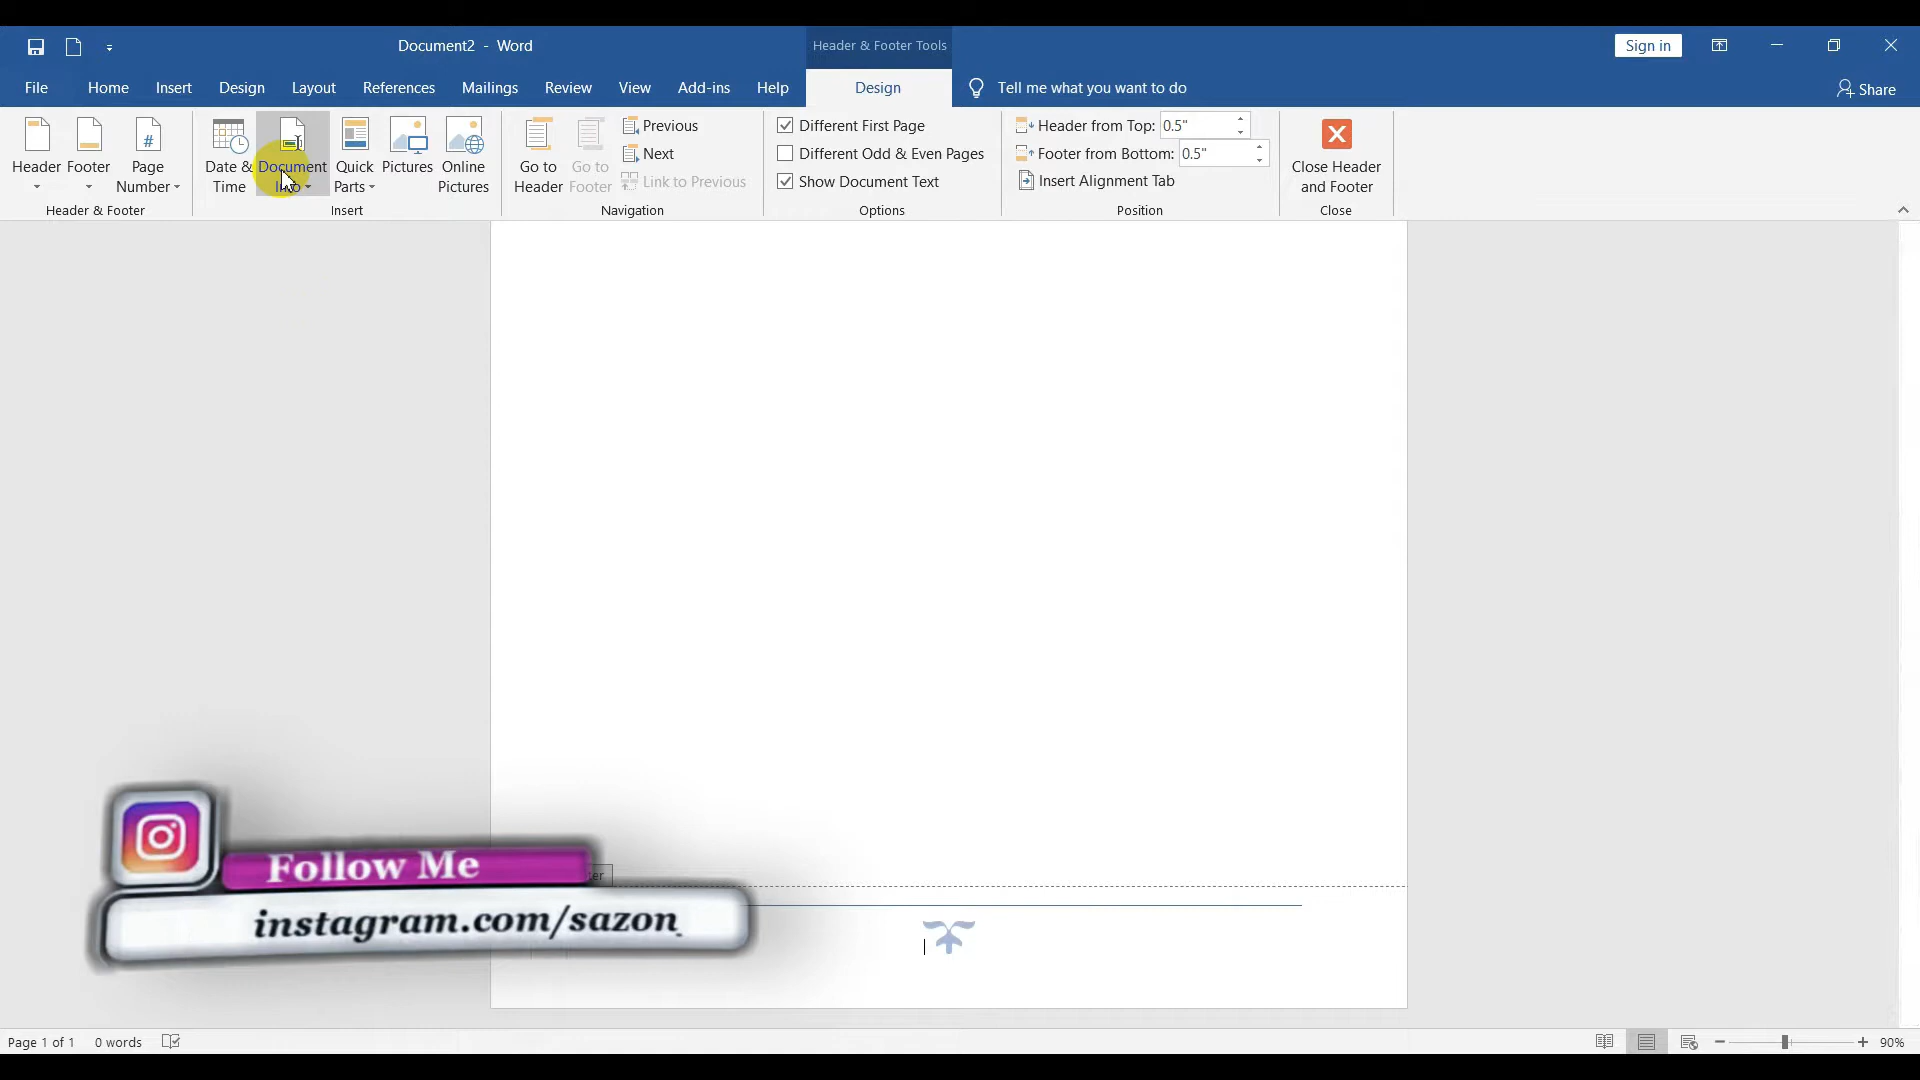 Document2 - Word
Header & Footer Tools
Sign in
File
Home
Insert
Design
Layout
References
Mailings
Review
View
Add-ins
Help
Design
Tell me what you want to do
Share
Header
Footer
Page
Number
Header & Footer
Date &
Time
Document
Info
Quick
Parts
Pictures
Online
Pictures
Insert
Go to
Header
Go to
Footer
Previous
Next
Link to Previous
Navigation
Different First Page
Different Odd & Even Pages
Show Document Text
Options
Header from Top: 0.5"
Footer from Bottom: 0.5"
Insert Alignment Tab
Position
Close Header
and Footer
Close
Follow Me
instagram.com/sazon
Page 1 of 1
0 words
90%